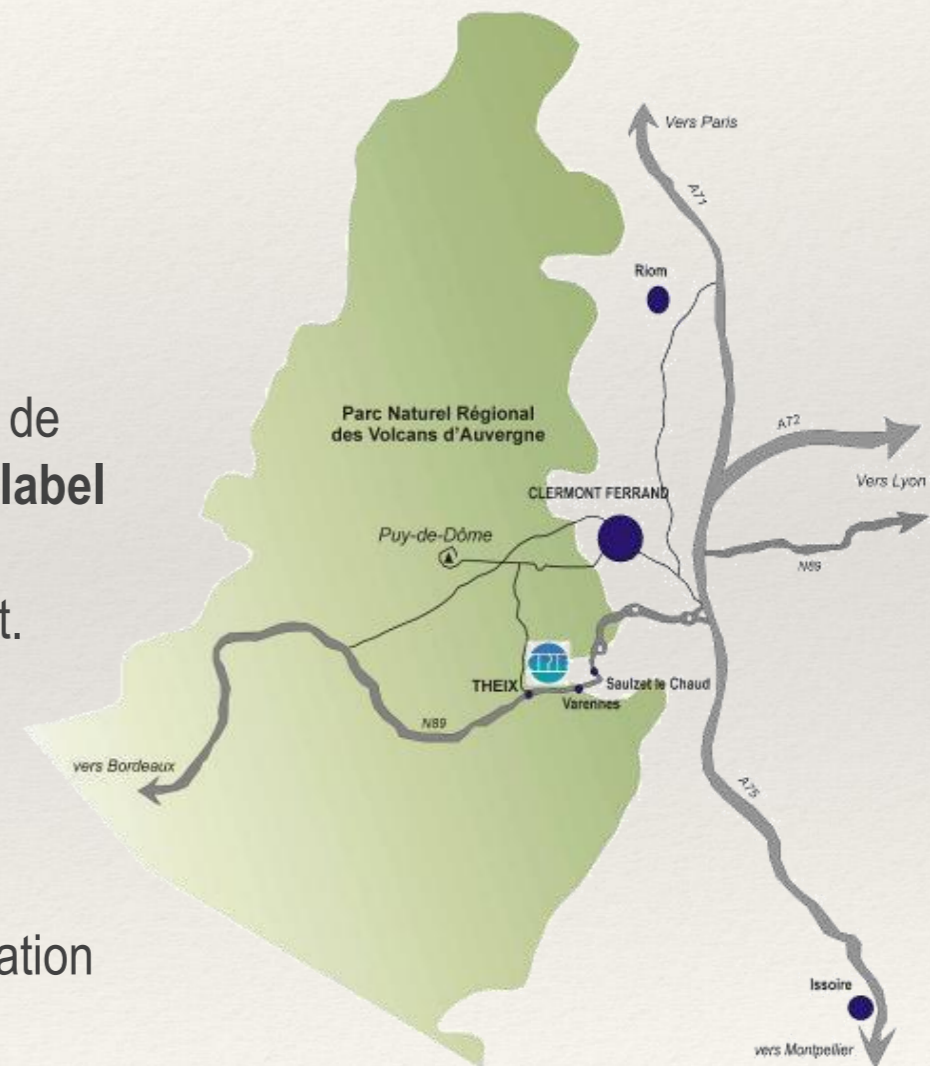 de
label
t.
ation
Vers Paris
A71
Riom
Parc Naturel Régional
des Volcans d'Auvergne
A72
Vers Lyon
CLERMONT FERRAND
Puy-de-Dôme
N89
THEIX
Saulzet le Chaud
Varennes
N89
vers Bordeaux
A75
Issoire
vers Montpellier